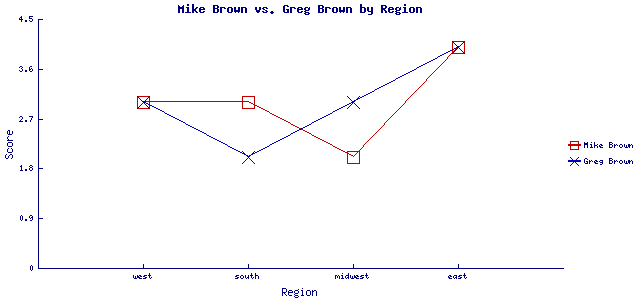 Mike Brown vs. Greg Brown by Region
4.5
3.6
2.7
1.8
0.9
0
Score
west south midwest east
Region
Mike Brown
Greg Brown